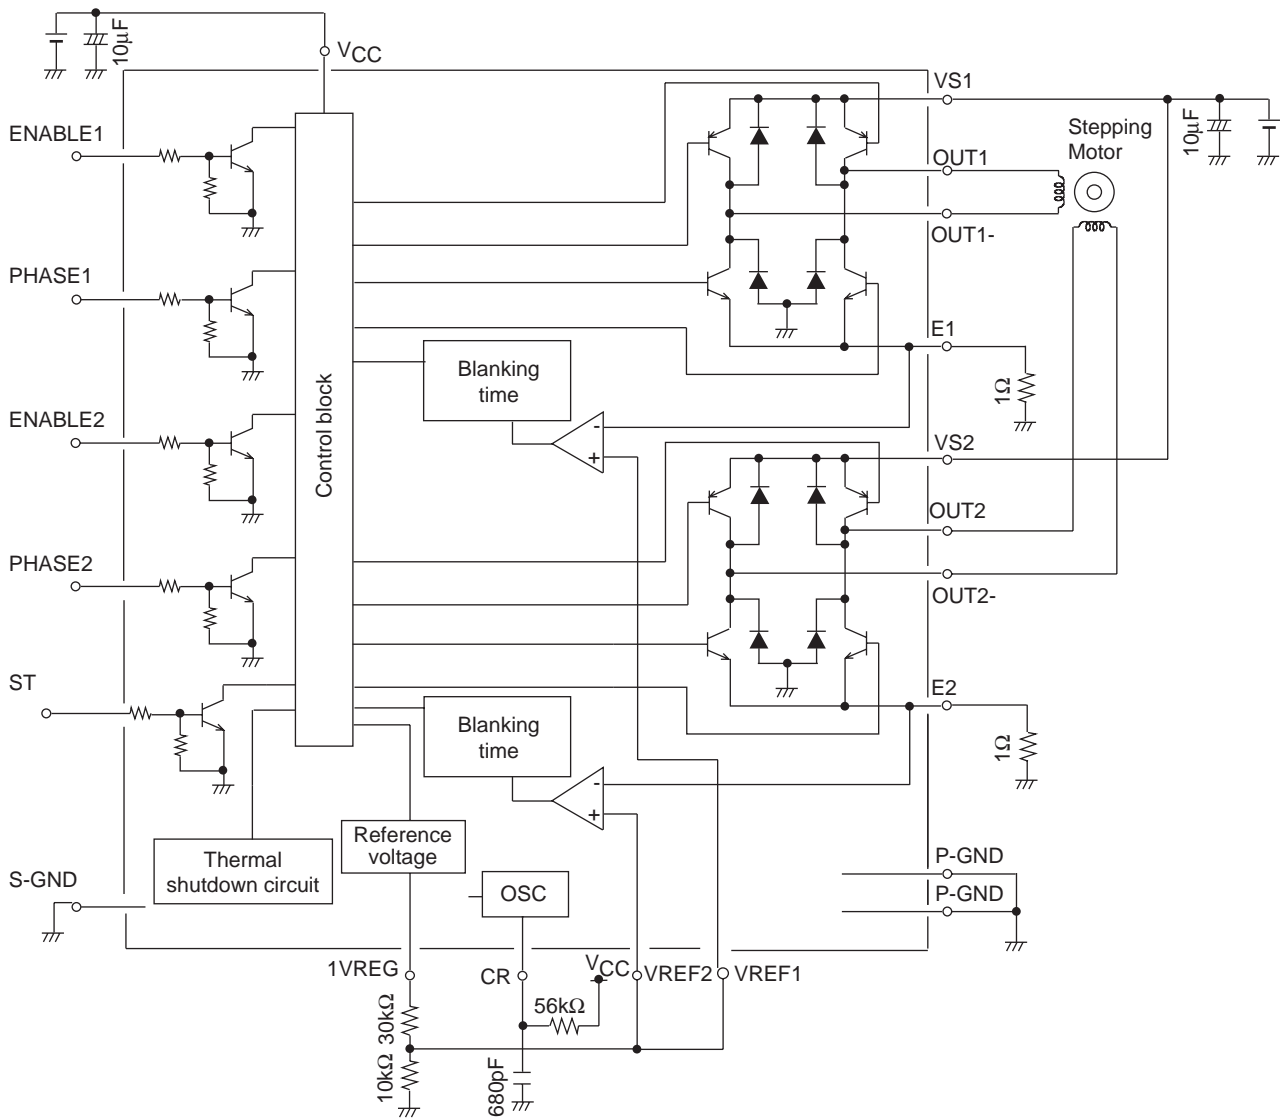 10µF
VCC
ENABLE1
PHASE1
ENABLE2
PHASE2
ST
S-GND
Control block
Blanking
time
-
+
Blanking
time
-
+
Thermal
shutdown circuit
Reference
voltage
OSC
VS1
OUT1
OUT1-
E1
1Ω
VS2
OUT2
OUT2-
E2
1Ω
P-GND
P-GND
10µF
Stepping
Motor
1VREG
CR
VCC
VREF2
VREF1
30kΩ
10kΩ
56kΩ
680pF